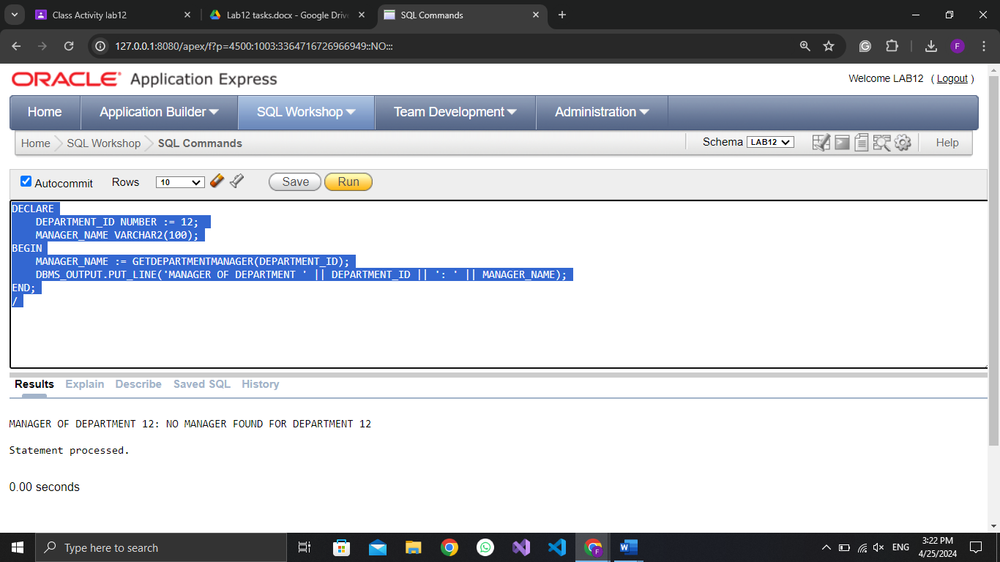 Class Activity lab12
Lab12 tasks.docx - Google Drive
SQL Commands
127.0.0.1:8080/apex/f?p=4500:1003:3364716726966949::NO:::
F
ORACLE Application Express
Welcome LAB12 ( Logout )
Home
Application Builder
SQL Workshop
Team Development
Administration
Home
SQL Workshop
SQL Commands
Schema LAB12
Help
Autocommit
Rows 10
Save
Run
DECLARE
    DEPARTMENT_ID NUMBER := 12;
    MANAGER_NAME VARCHAR2(100);
BEGIN
    MANAGER_NAME := GETDEPARTMENTMANAGER(DEPARTMENT_ID);
    DBMS_OUTPUT.PUT_LINE('MANAGER OF DEPARTMENT ' || DEPARTMENT_ID || ': ' || MANAGER_NAME);
END;
/
Results Explain Describe Saved SQL History
MANAGER OF DEPARTMENT 12: NO MANAGER FOUND FOR DEPARTMENT 12
Statement processed.
0.00 seconds
Type here to search
F
ENG
3:22 PM
4/25/2024